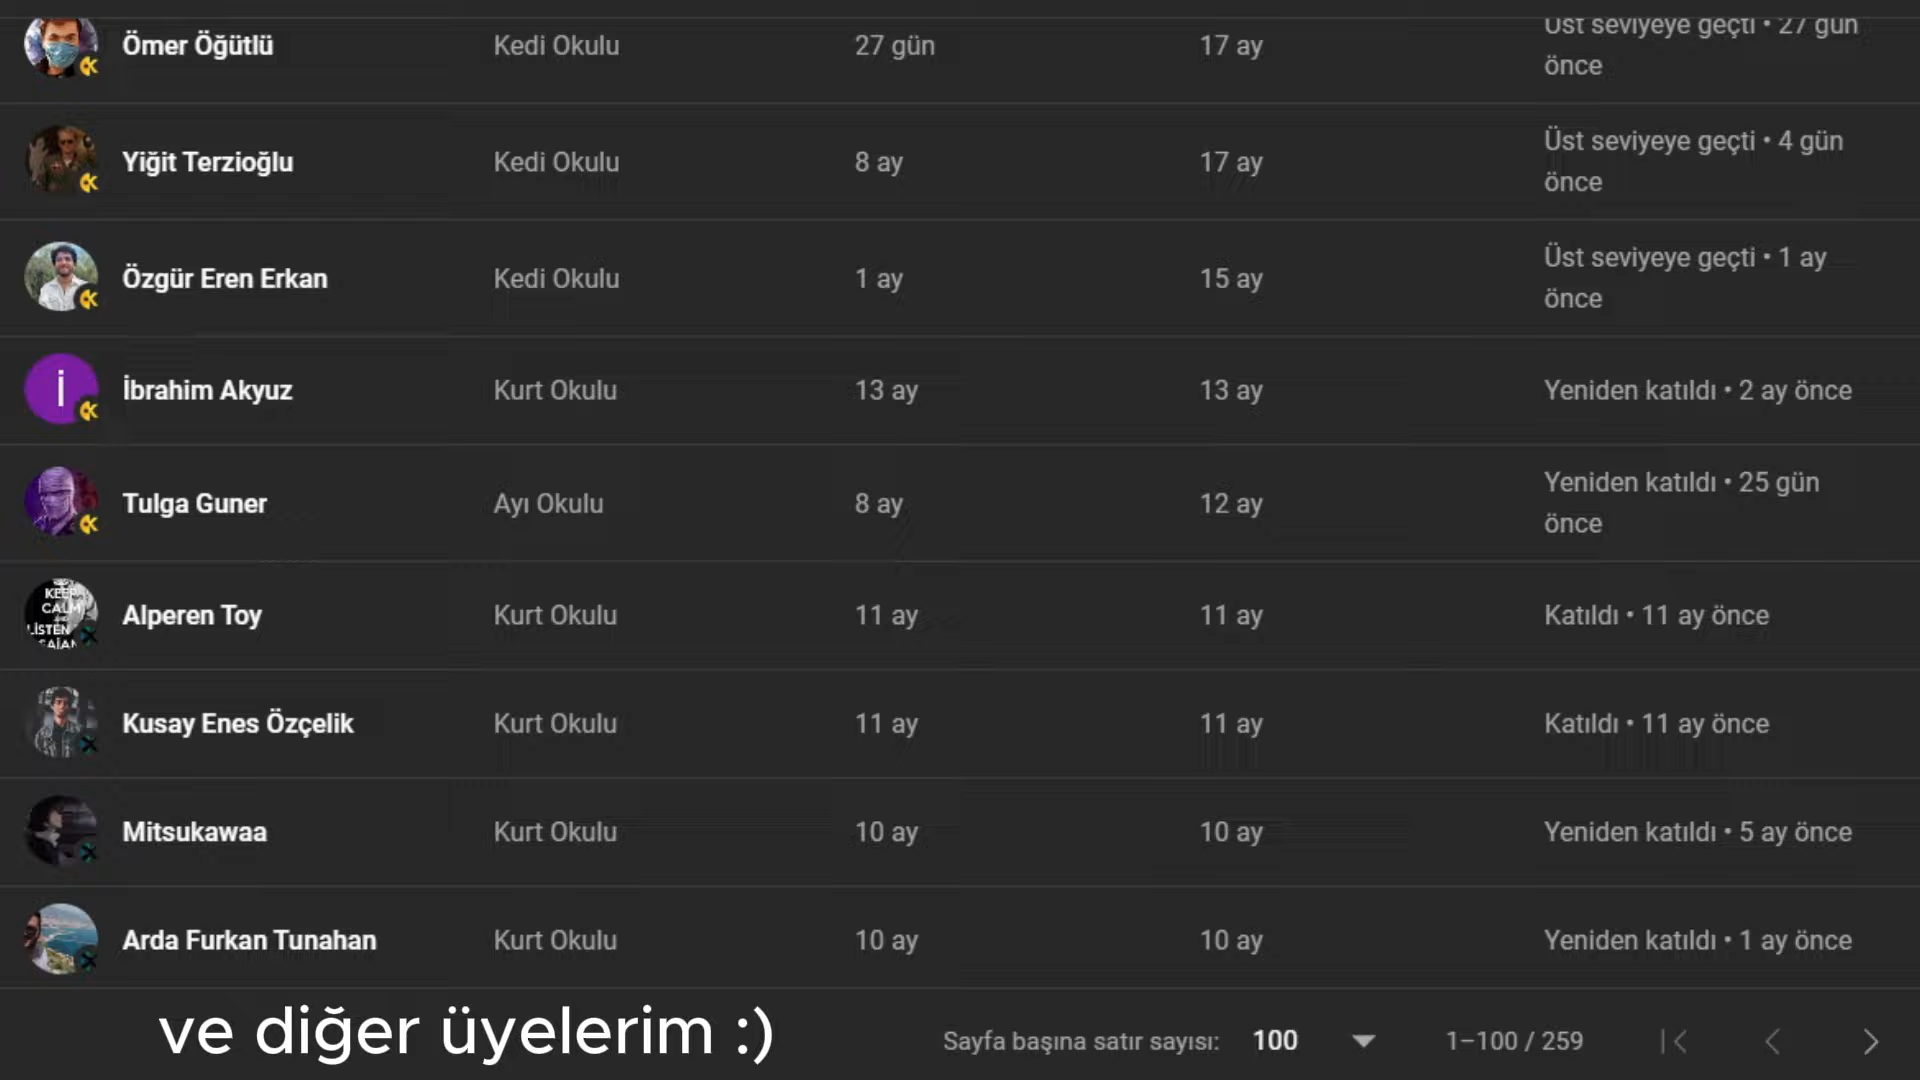 Ömer Öğütlü Kedi Okulu 27 gün 17 ay Üst seviyeye geçti • 27 gün
önce
Yiğit Terzioğlu Kedi Okulu 8 ay 17 ay Üst seviyeye geçti • 4 gün
önce
Özgür Eren Erkan Kedi Okulu 1 ay 15 ay Üst seviyeye geçti • 1 ay
önce
İ İbrahim Akyuz Kurt Okulu 13 ay 13 ay Yeniden katıldı • 2 ay önce
Tulga Guner Ayı Okulu 8 ay 12 ay Yeniden katıldı • 25 gün
önce
KEEP
CALM
LİSTEN
Alperen Toy Kurt Okulu 11 ay 11 ay Katıldı • 11 ay önce
Kusay Enes Özçelik Kurt Okulu 11 ay 11 ay Katıldı • 11 ay önce
Mitsukawaa Kurt Okulu 10 ay 10 ay Yeniden katıldı • 5 ay önce
Arda Furkan Tunahan Kurt Okulu 10 ay 10 ay Yeniden katıldı • 1 ay önce
ve diğer üyelerim :) Sayfa başına satır sayısı: 100 1–100 / 259